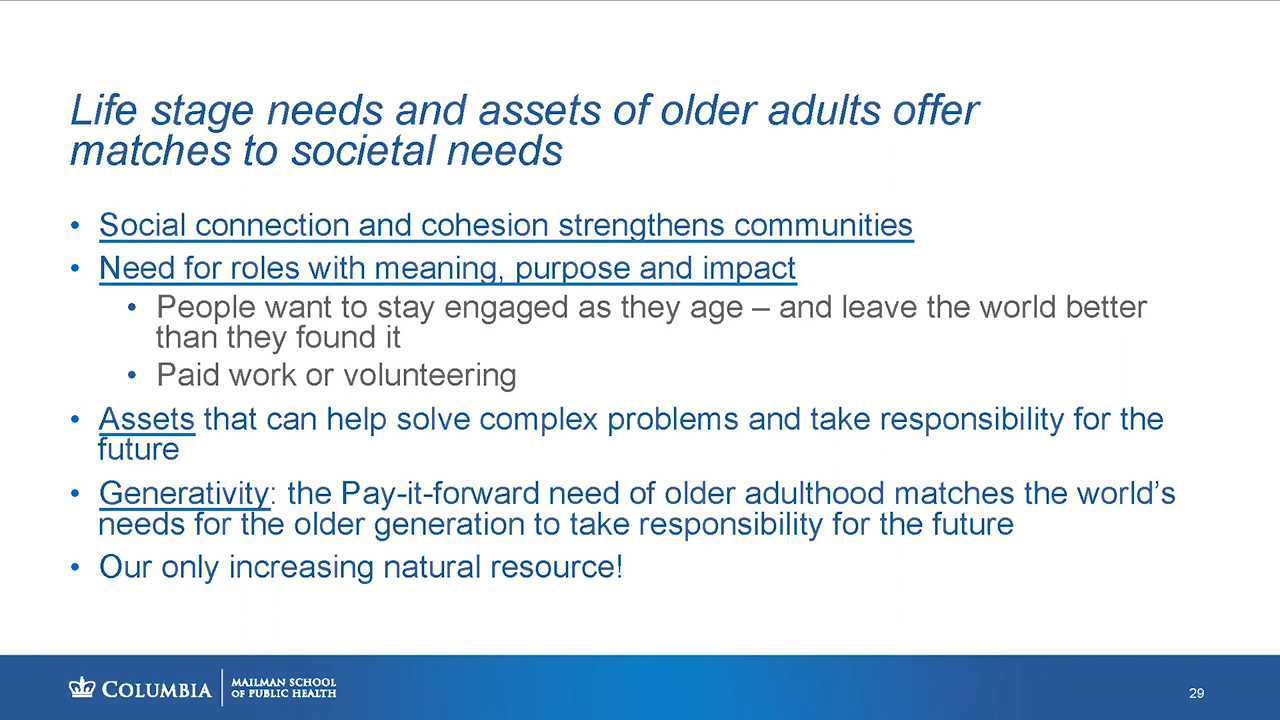 Life stage needs and assets of older adults offer
matches to societal needs
• Social connection and cohesion strengthens communities
• Need for roles with meaning, purpose and impact
• People want to stay engaged as they age – and leave the world better
than they found it
• Paid work or volunteering
• Assets that can help solve complex problems and take responsibility for the
future
• Generativity: the Pay-it-forward need of older adulthood matches the world’s
needs for the older generation to take responsibility for the future
• Our only increasing natural resource!
COLUMBIA
MAILMAN SCHOOL
OF PUBLIC HEALTH
29